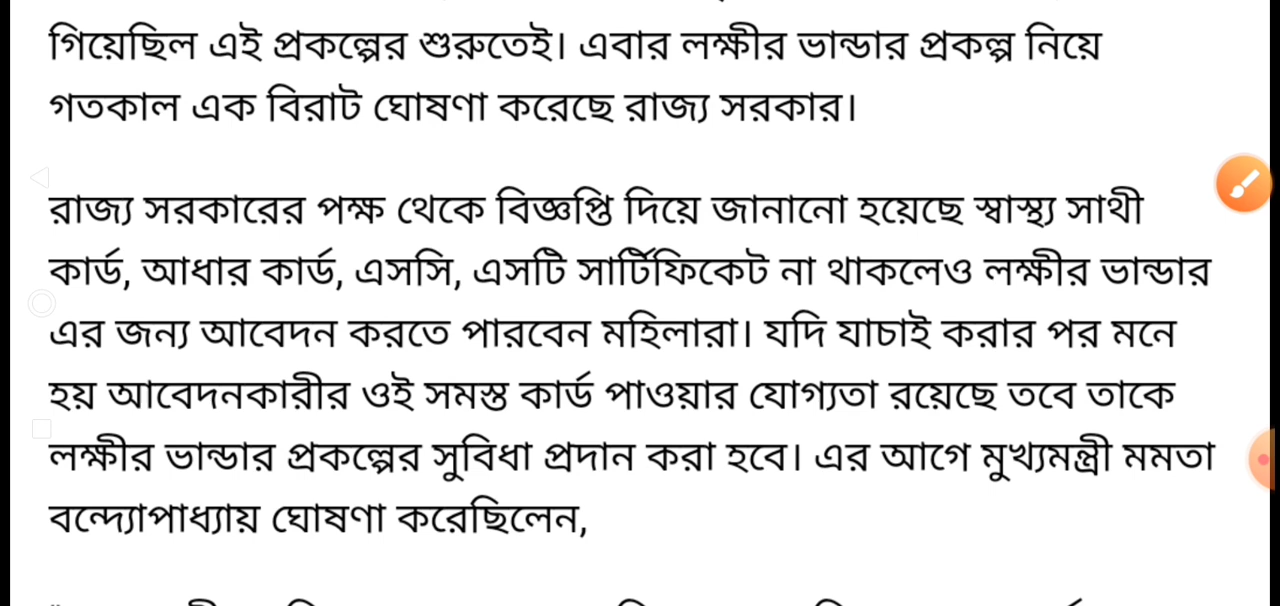 গিয়েছিল এই প্রকল্পের শুরুতেই। এবার লক্ষীর ভান্ডার প্রকল্প নিয়ে
গতকাল এক বিরাট ঘোষণা করেছে রাজ্য সরকার।
রাজ্য সরকারের পক্ষ থেকে বিজ্ঞপ্তি দিয়ে জানানো হয়েছে স্বাস্থ্য সাথী
কার্ড, আধার কার্ড, এসসি, এসটি সার্টিফিকেট না থাকলেও লক্ষীর ভান্ডার
এর জন্য আবেদন করতে পারবেন মহিলারা। যদি যাচাই করার পর মনে
হয় আবেদনকারীর ওই সমস্ত কার্ড পাওয়ার যোগ্যতা রয়েছে তবে তাকে
লক্ষীর ভান্ডার প্রকল্পের সুবিধা প্রদান করা হবে। এর আগে মুখ্যমন্ত্রী মমতা
বন্দ্যোপাধ্যায় ঘোষণা করেছিলেন,